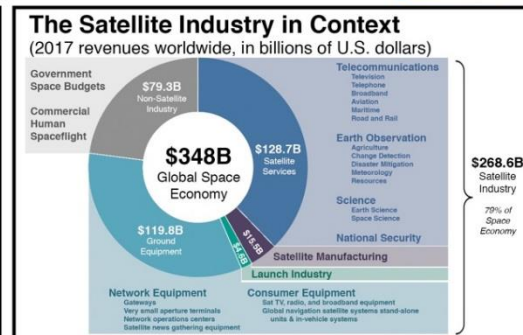 The Satellite Industry in Context
(2017 revenues worldwide, in billions of U.S. dollars)
Government
Space Budgets
Commercial
Human
Spaceflight
$79.3B
Non-Satellite
Industry
$348B
Global Space
Economy
$128.7B
Satellite
Services
$119.8B
Ground
Equipment
$4.6B
$15.5B
Telecommunications
Television
Telephone
Broadband
Aviation
Maritime
Road and Rail
Earth Observation
Agriculture
Change Detection
Disaster Mitigation
Meteorology
Resources
Science
Earth Science
Space Science
National Security
Satellite Manufacturing
Launch Industry
$268.6B
Satellite
Industry
79% of
Space
Economy
Network Equipment
Gateways
Very small aperture terminals
Network operations centers
Satellite news gathering equipment
Consumer Equipment
Sat TV, radio, and broadband equipment
Global navigation satellite systems stand-alone
units & in-vehicle systems